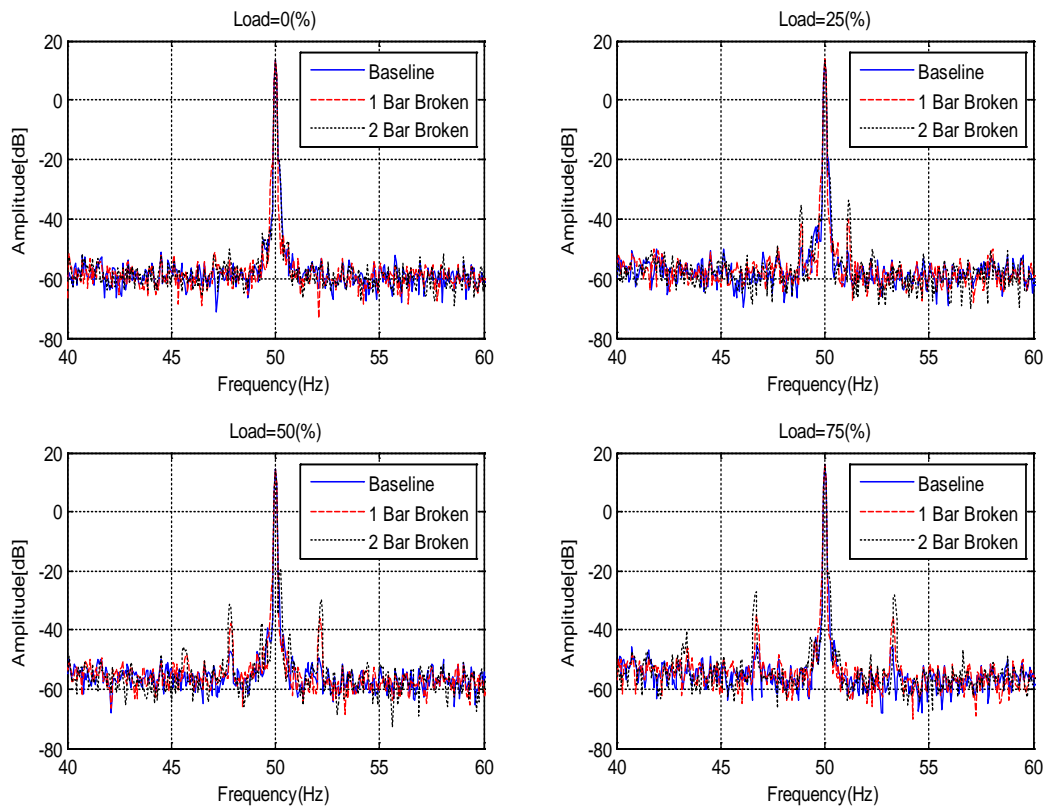 Load=0(%)
20
0
-20
-40
-60
-80
Amplitude[dB]
Baseline
1 Bar Broken
2 Bar Broken
40
45
50
55
60
Frequency(Hz)
Load=25(%)
20
0
-20
-40
-60
-80
Amplitude[dB]
Baseline
1 Bar Broken
2 Bar Broken
40
45
50
55
60
Frequency(Hz)
Load=50(%)
20
0
-20
-40
-60
-80
Amplitude[dB]
Baseline
1 Bar Broken
2 Bar Broken
40
45
50
55
60
Frequency(Hz)
Load=75(%)
20
0
-20
-40
-60
-80
Amplitude[dB]
Baseline
1 Bar Broken
2 Bar Broken
40
45
50
55
60
Frequency(Hz)